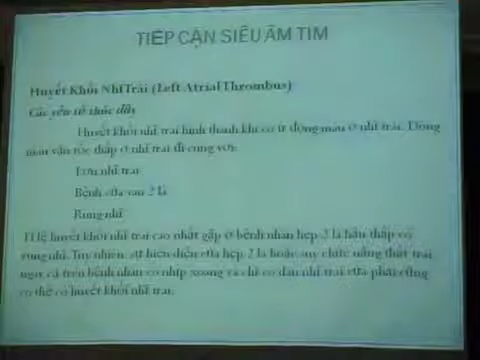 TIẾP CẬN SIÊU ÂM TIM
Huyết Khối Nhĩ Trái (Left Atrial Thrombus)
Các yếu tố thúc đẩy
Huyết khối nhĩ trái hình thành khi có ứ động máu ở nhĩ trái. Dòng
máu vận tốc thấp ở nhĩ trái đi cùng với:
Lớn nhĩ trái
Bệnh của van 2 lá
Rung nhĩ
Tỉ lệ huyết khối nhĩ trái cao nhất gặp ở bệnh nhân hẹp 2 lá hậu thấp có
rung nhĩ. Tuy nhiên, sự hiện diện của hẹp 2 lá hoặc suy chức năng thất trái
ngay cả trên bệnh nhân có nhịp xoang và chỉ có dãn nhĩ trái vừa phải cũng
có thể có huyết khối nhĩ trái.